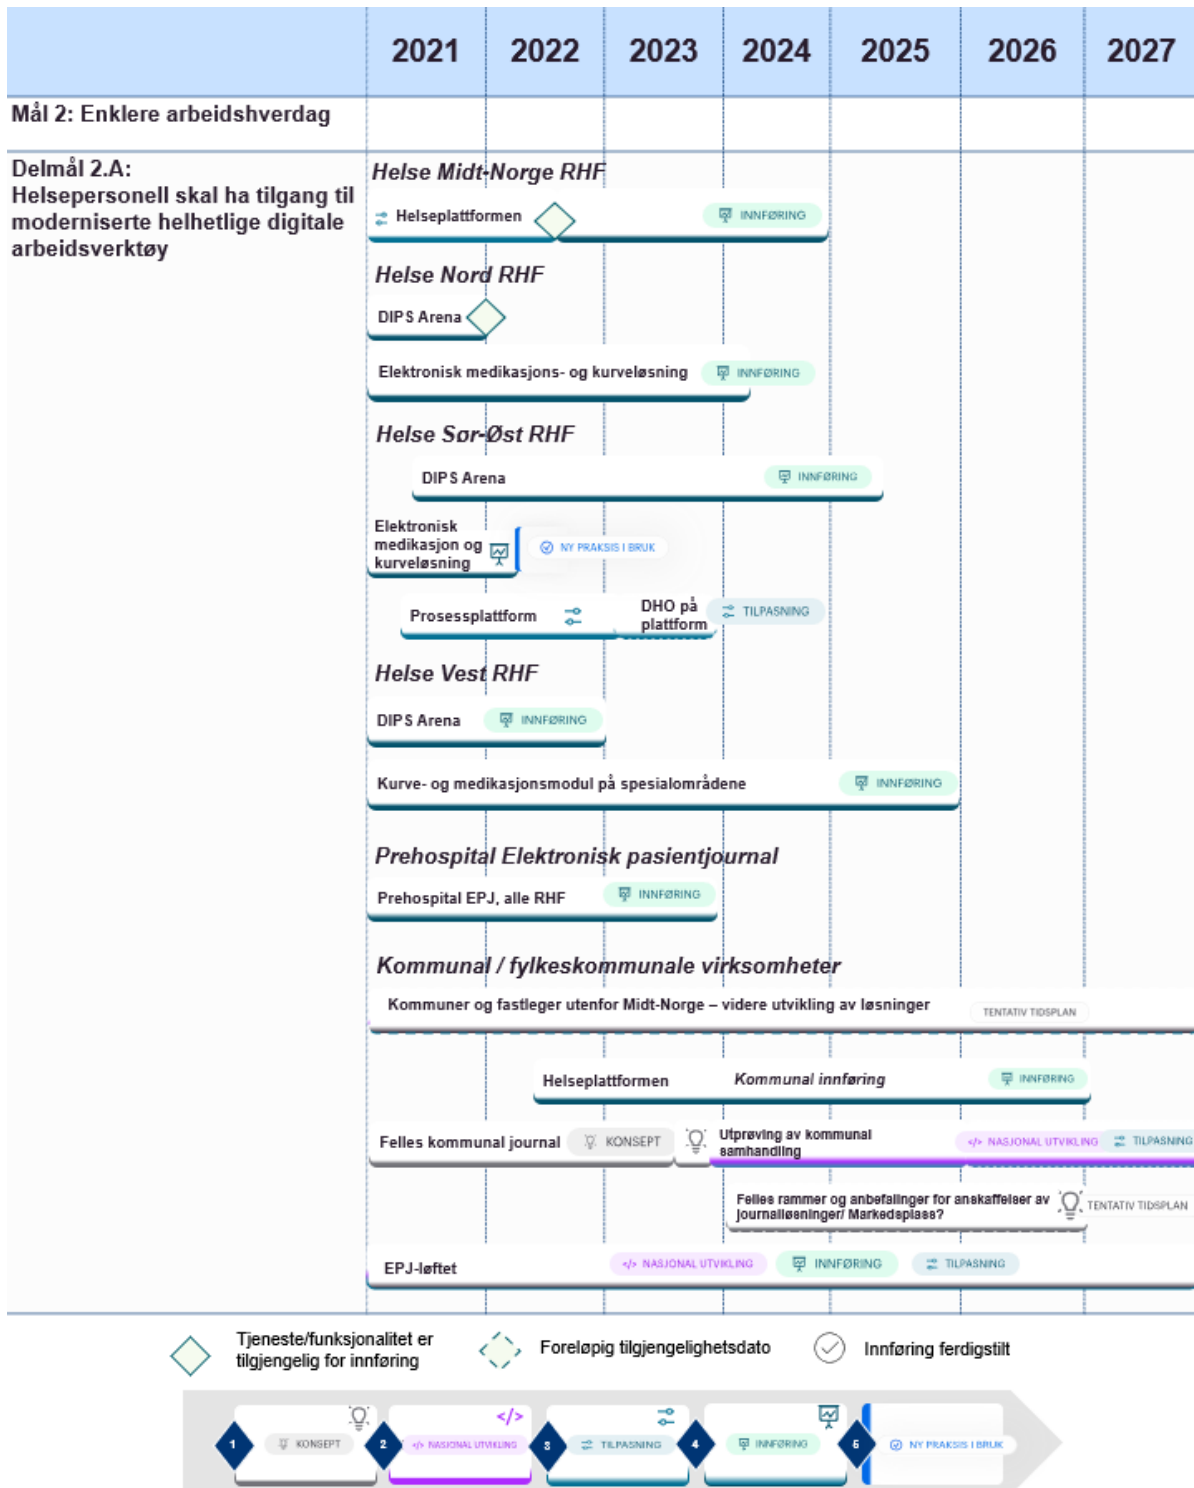 2021 2022 2023 2024 2025 2026 2027
Mål 2: Enklere arbeidshverdag
Delmål 2.A:
Helsepersonell skal ha tilgang til
moderniserte helhetlige digitale
arbeidsverktøy
Helse Midt-Norge RHF
Helseplattformen INNFØRING
Helse Nord RHF
DIPS Arena
Elektronisk medikasjons- og kurveløsning INNFØRING
Helse Sør-Øst RHF
DIPS Arena INNFØRING
Elektronisk
medikasjon og
kurveløsning
NY PRAKSIS I BRUK
Prosessplattform
DHO på
plattform
TILPASNING
Helse Vest RHF
DIPS Arena INNFØRING
Kurve- og medikasjonsmodul på spesialområdene INNFØRING
Prehospital Elektronisk pasientjournal
Prehospital EPJ, alle RHF INNFØRING
Kommunal / fylkeskommunale virksomheter
Kommuner og fastleger utenfor Midt-Norge – videre utvikling av løsninger
TENTATIV TIDSPLAN
Helseplattformen Kommunal innføring INNFØRING
Felles kommunal journal KONSEPT
Utprøving av kommunal
samhandling
</> NASJONAL UTVIKLING TILPASNING
Felles rammer og anbefalinger for anskaffelser av
journalløsninger/ Markedsplass?
TENTATIV TIDSPLAN
EPJ-løftet </> NASJONAL UTVIKLING INNFØRING TILPASNING
Tjeneste/funksjonalitet er
tilgjengelig for innføring
Foreløpig tilgjengelighetsdato
Innføring ferdigstilt
</>
1 KONSEPT 2 </> NASJONAL UTVIKLING 3 TILPASNING 4 INNFØRING 5 NY PRAKSIS I BRUK